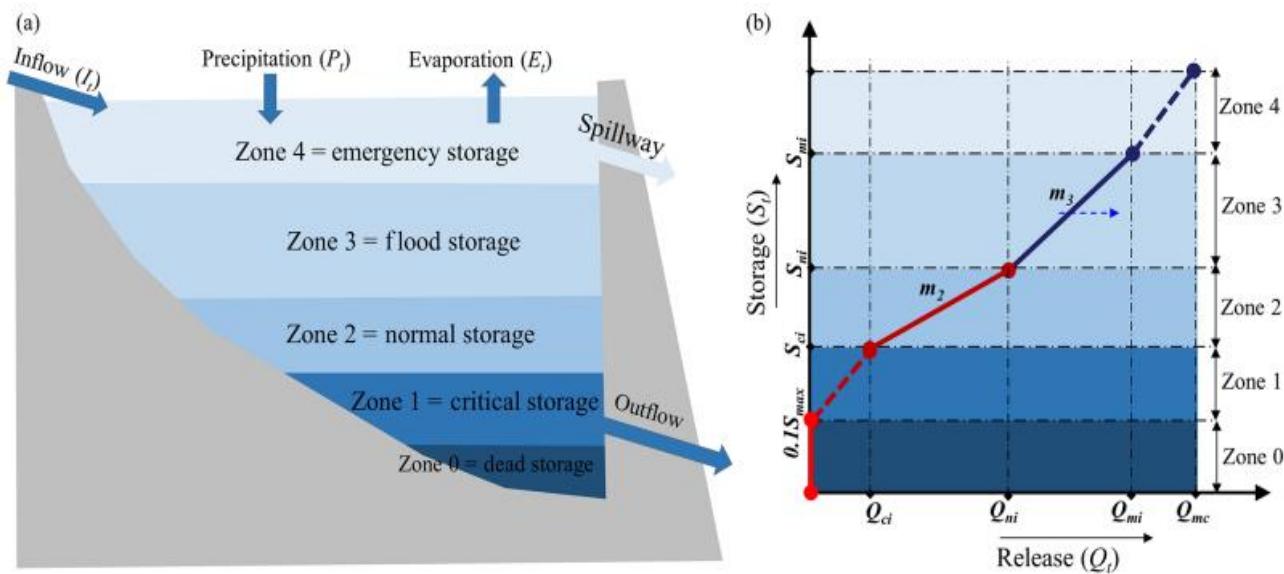 (a)
Inflow (I_t)
Precipitation (P_t)
Evaporation (E_t)
Spillway
Zone 4 = emergency storage
Zone 3 = flood storage
Zone 2 = normal storage
Zone 1 = critical storage
Outflow
Zone 0 = dead storage
(b)
Storage (S_t)
S_mi
S_ni
S_ci
0.1S_max
m_3
m_2
Zone 4
Zone 3
Zone 2
Zone 1
Zone 0
Q_ci
Q_ni
Q_mi
Q_mc
Release (Q_t)